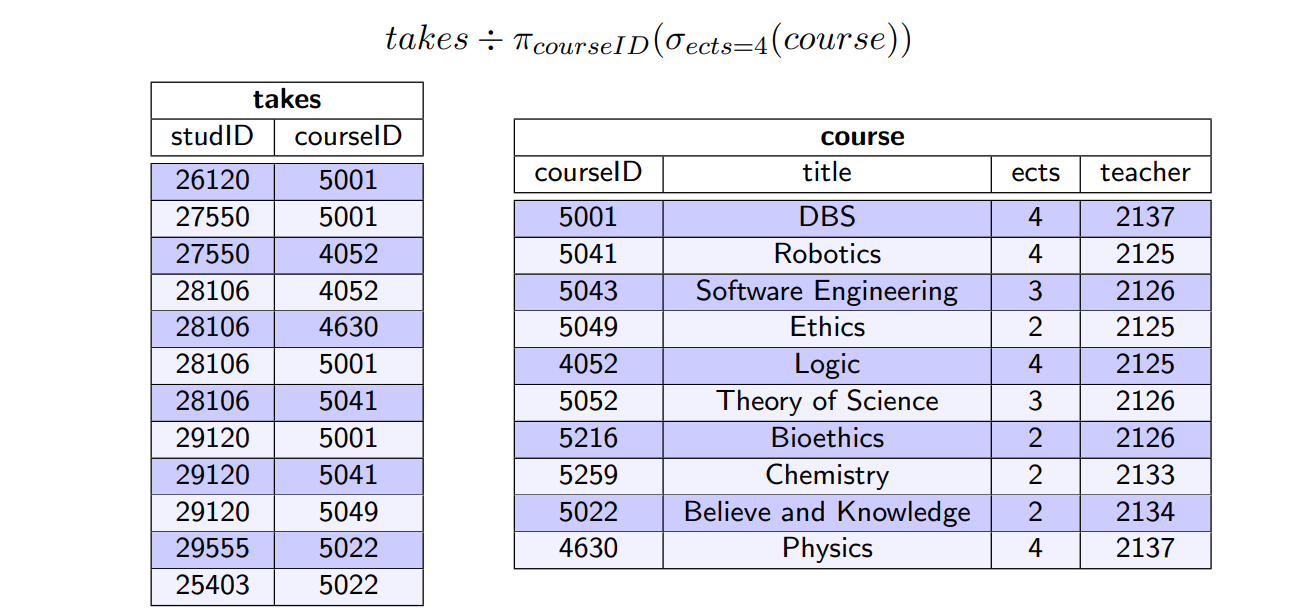 takes ÷ π_{courseID}(σ_{ects=4}(course))
takes
studID courseID
26120 5001
27550 5001
27550 4052
28106 4052
28106 4630
28106 5001
28106 5041
29120 5001
29120 5041
29120 5049
29555 5022
25403 5022
course
courseID title ects teacher
5001 DBS 4 2137
5041 Robotics 4 2125
5043 Software Engineering 3 2126
5049 Ethics 2 2125
4052 Logic 4 2125
5052 Theory of Science 3 2126
5216 Bioethics 2 2126
5259 Chemistry 2 2133
5022 Believe and Knowledge 2 2134
4630 Physics 4 2137